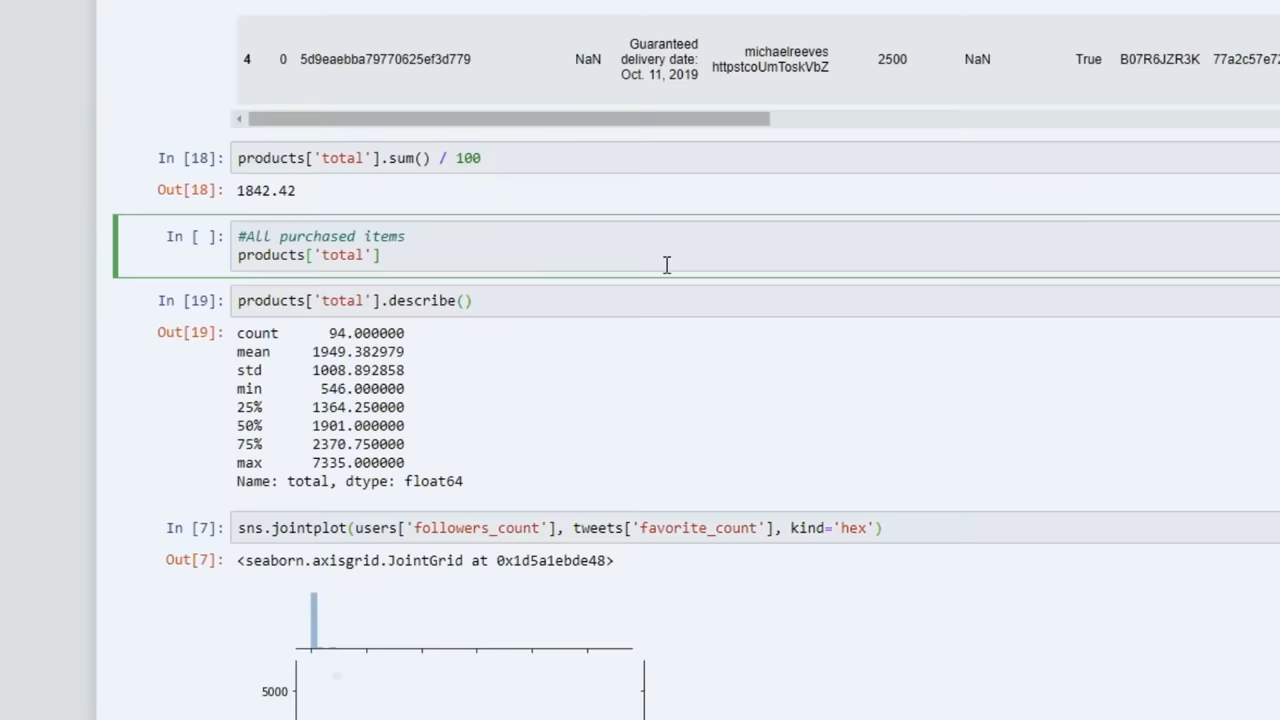 Guaranteed
delivery date:
Oct. 11, 2019
michaelreeves
httpstcoUmToskVbZ
4 0 5d9eaebba79770625ef3d779 NaN 2500 NaN True B07R6JZR3K 77a2c57e72
In [18]: products['total'].sum() / 100
Out[18]: 1842.42
In [ ]: #All purchased items
products['total']
In [19]: products['total'].describe()
Out[19]: count 94.000000
mean 1949.382979
std 1008.892858
min 546.000000
25% 1364.250000
50% 1901.000000
75% 2370.750000
max 7335.000000
Name: total, dtype: float64
In [7]: sns.jointplot(users['followers_count'], tweets['favorite_count'], kind='hex')
Out[7]: <seaborn.axisgrid.JointGrid at 0x1d5a1ebde48>
5000